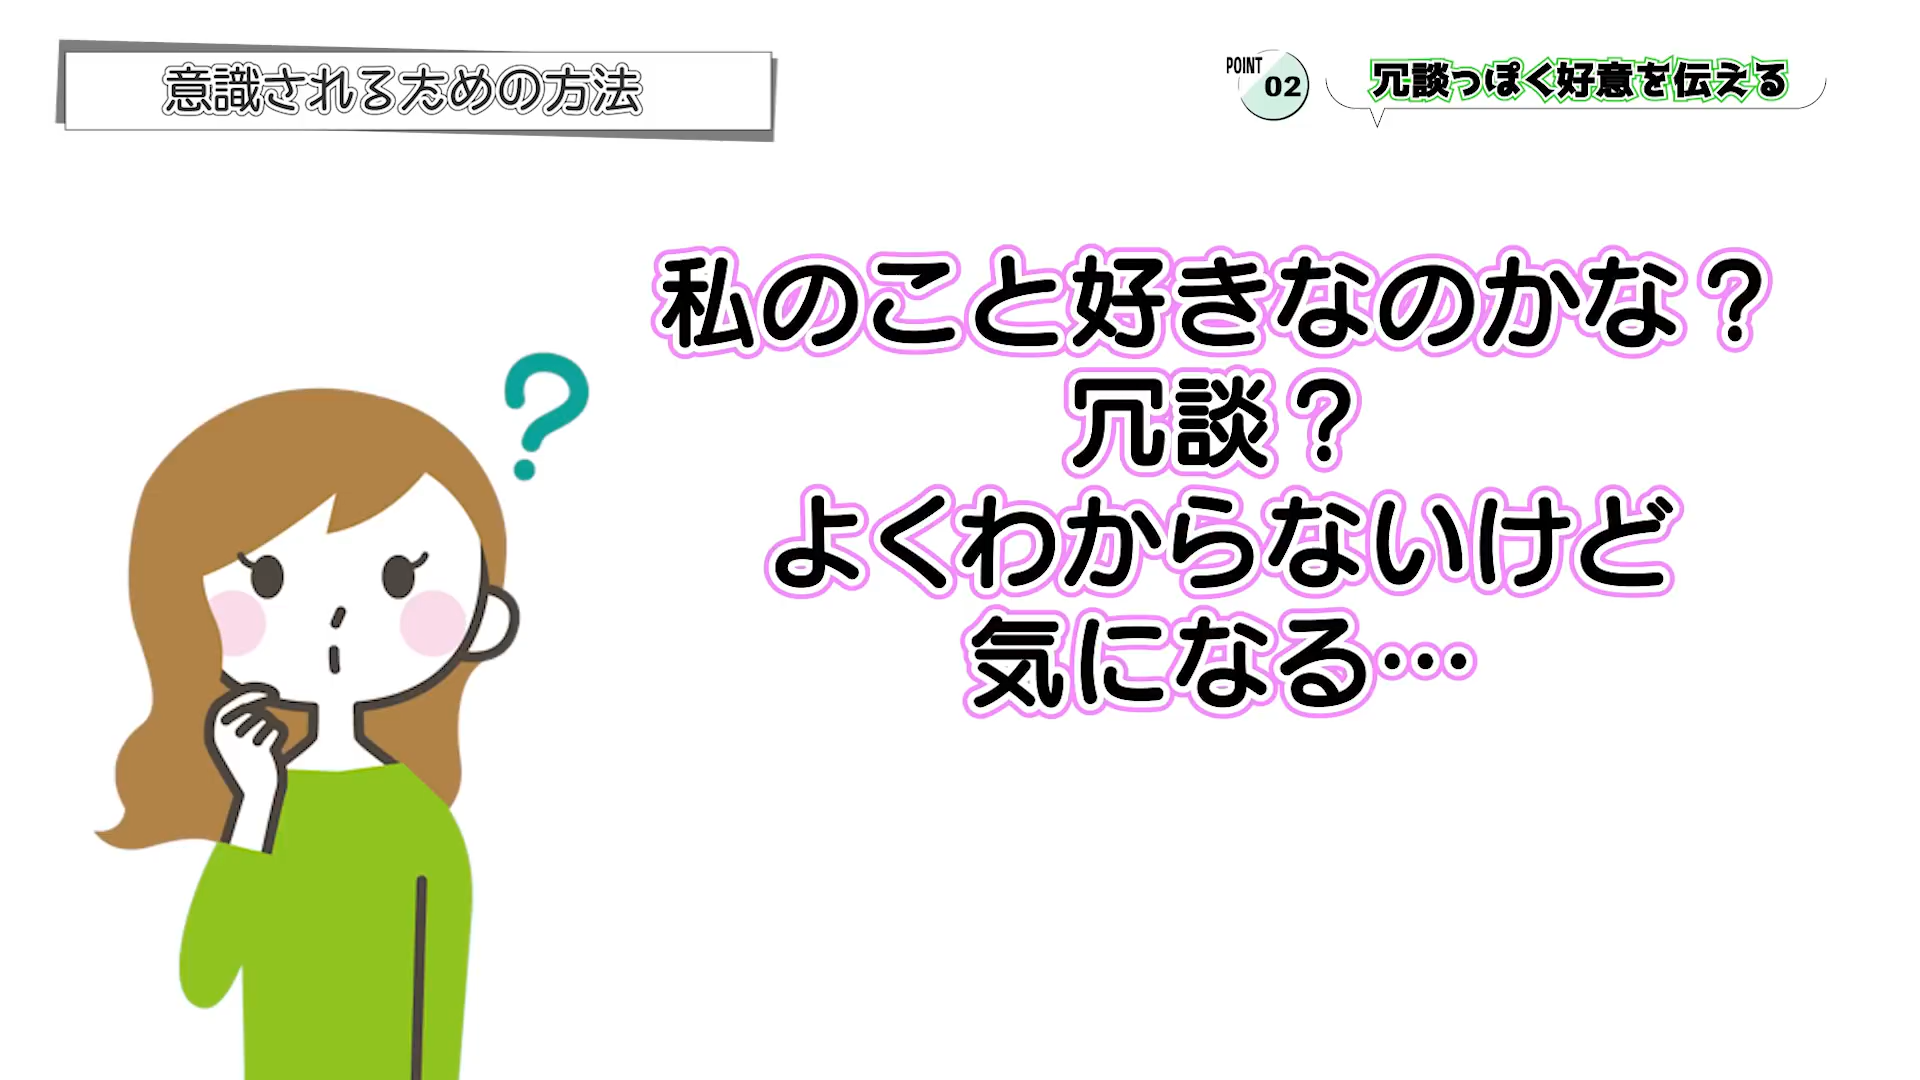 意識されるための方法
POINT
02
冗談っぽく好意を伝える
私のこと好きなのかな？
冗談？
よくわからないけど
気になる…